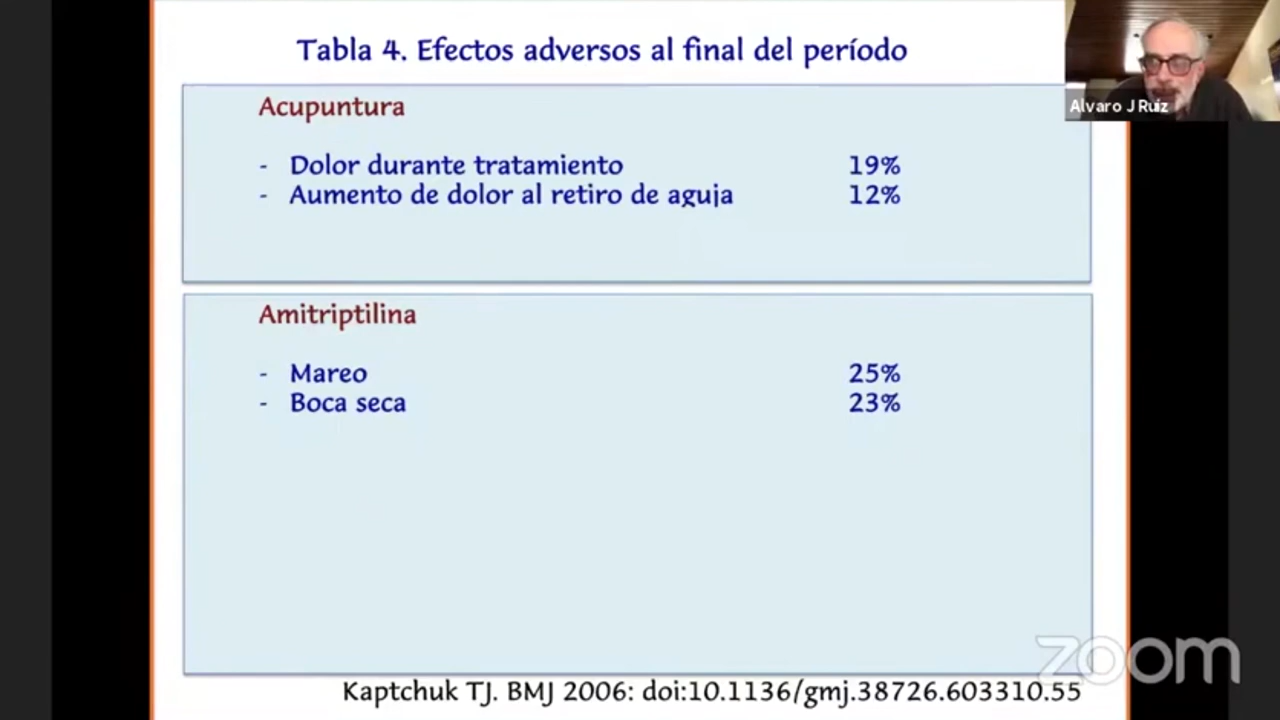 Tabla 4. Efectos adversos al final del período
Alvaro J Ruiz
Acupuntura
- Dolor durante tratamiento 19%
- Aumento de dolor al retiro de aguja 12%
Amitriptilina
- Mareo 25%
- Boca seca 23%
zoom
Kaptchuk TJ. BMJ 2006: doi:10.1136/gmj.38726.603310.55